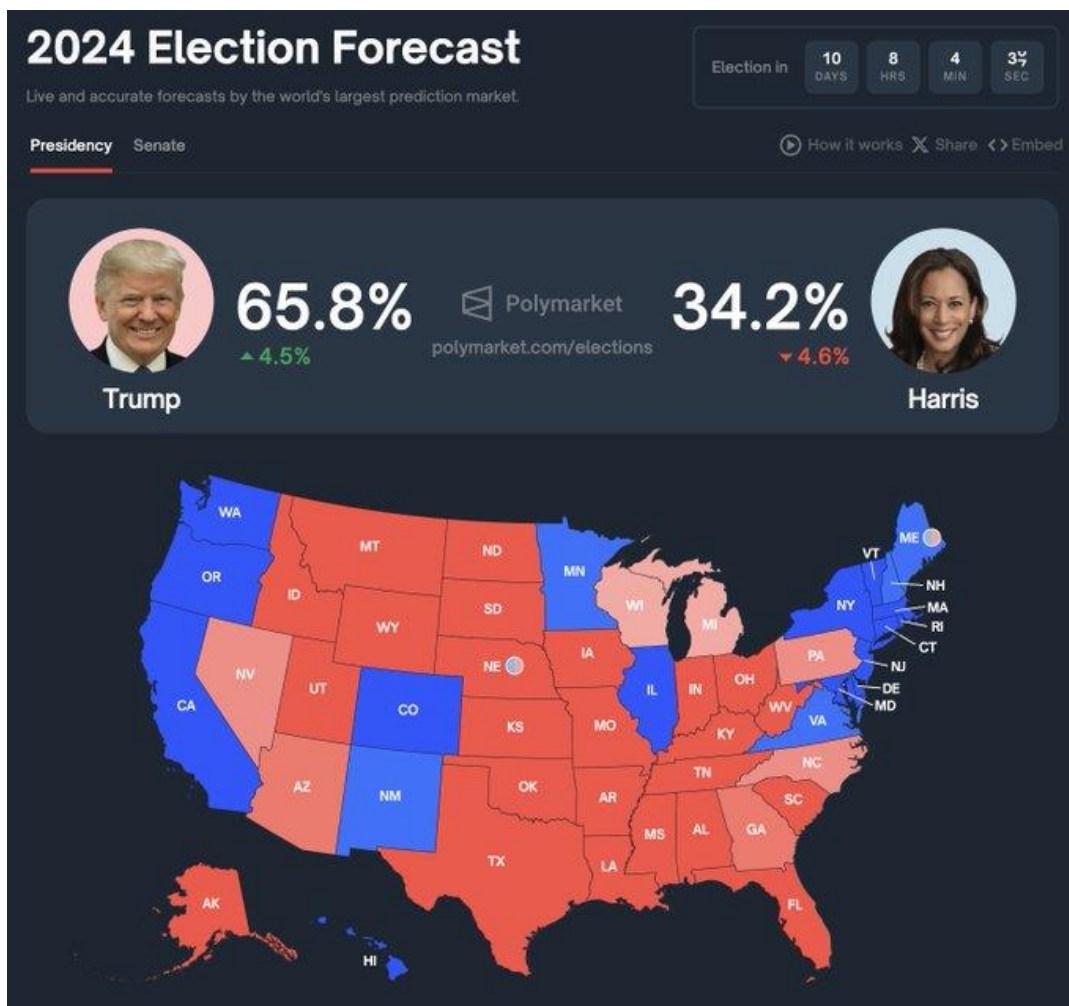 2024 Election Forecast
Live and accurate forecasts by the world's largest prediction market.
Election in
10 DAYS
8 HRS
4 MIN
SEC
Presidency Senate
How it works Share Embed
65.8%
4.5%
Trump
Polymarket
polymarket.com/elections
34.2%
4.6%
Harris
WA
OR
CA
NV
ID
MT
WY
UT
AZ
CO
NM
ND
SD
NE
KS
OK
TX
MN
IA
MO
AR
LA
WI
IL
MI
IN
OH
KY
TN
MS
AL
GA
FL
SC
NC
VA
WV
PA
NY
VT
ME
NH
MA
RI
CT
NJ
DE
MD
AK
HI